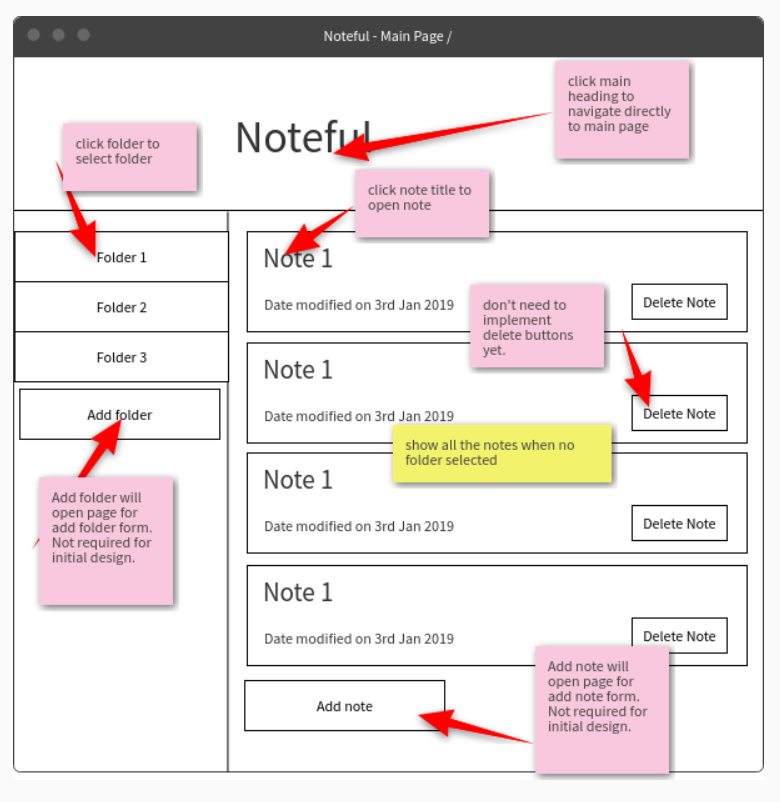 Noteful - Main Page /
click main
heading to
navigate directly
to main page
Noteful
click folder to
select folder
click note title to
open note
Folder 1
Folder 2
Folder 3
Add folder
Add folder will
open page for
add folder form.
Not required for
initial design.
Note 1
Date modified on 3rd Jan 2019
Delete Note
don't need to
implement
delete buttons
yet.
Note 1
Date modified on 3rd Jan 2019
Delete Note
show all the notes when no
folder selected
Note 1
Date modified on 3rd Jan 2019
Delete Note
Note 1
Date modified on 3rd Jan 2019
Delete Note
Add note
Add note will
open page for
add note form.
Not required for
initial design.